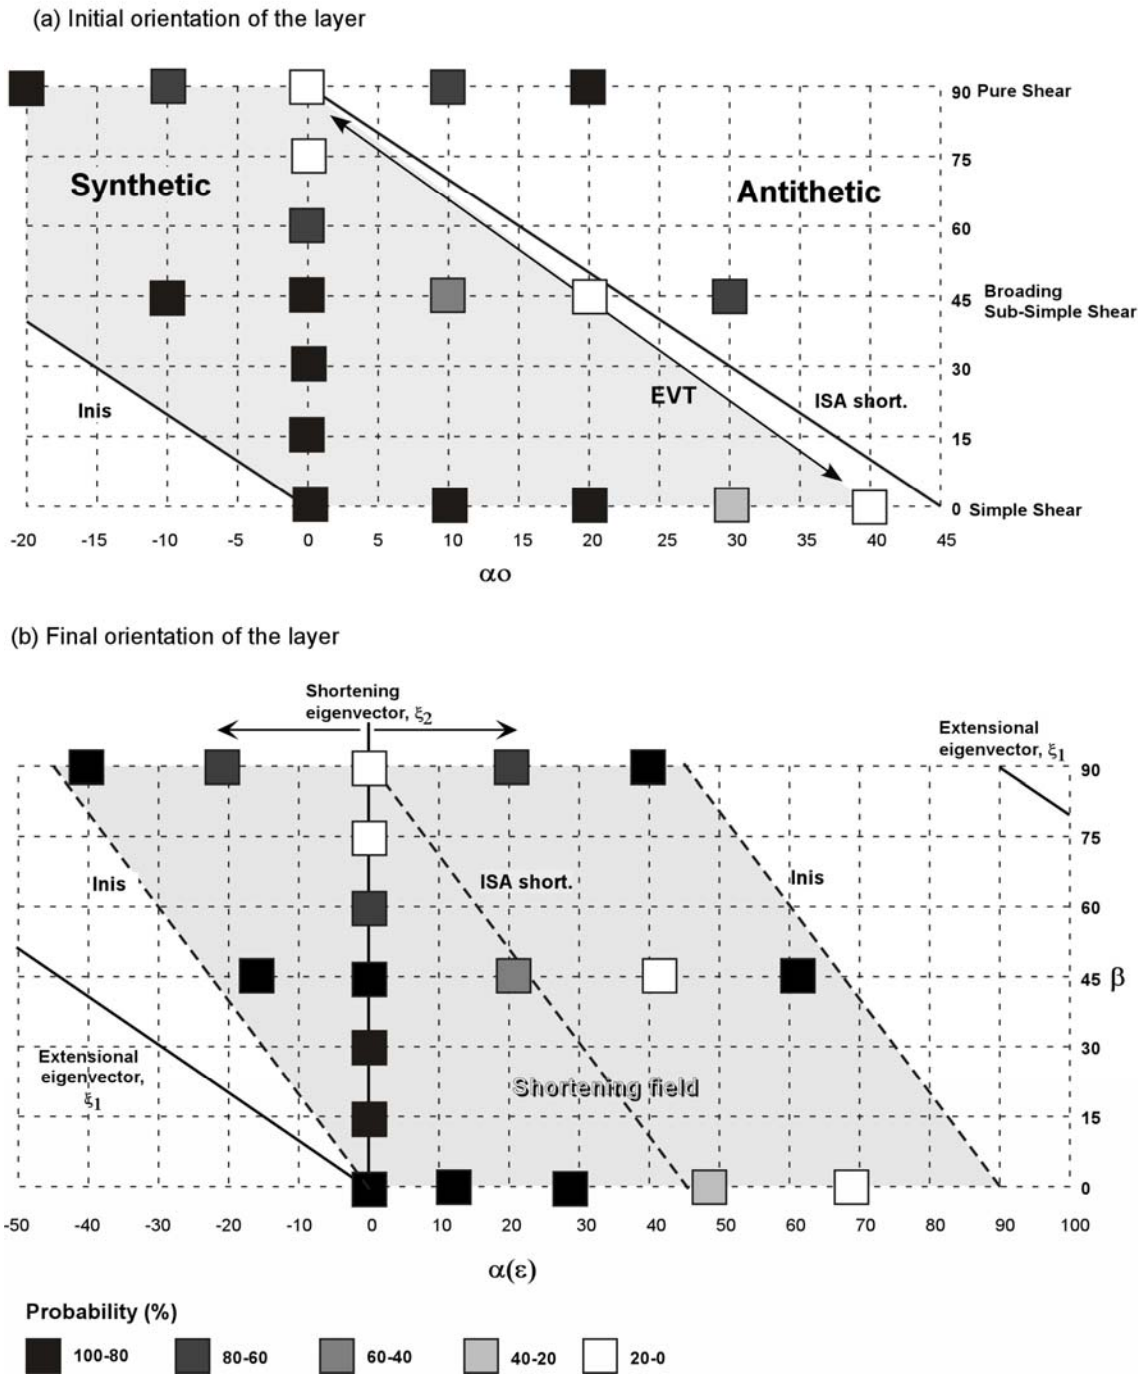 (a) Initial orientation of the layer
90 Pure Shear
75
Synthetic
Antithetic
60
45 Broading
Sub-Simple Shear
30
Inis
EVT
ISA short.
15
0 Simple Shear
-20 -15 -10 -5 0 5 10 15 20 25 30 35 40 45
αo
(b) Final orientation of the layer
Shortening
eigenvector, ξ2
Extensional
eigenvector, ξ1
90
75
Inis
ISA short.
Inis
60
45 β
30
Extensional
eigenvector,
ξ1
Shortening field
15
0
-50 -40 -30 -20 -10 0 10 20 30 40 50 60 70 80 90 100
α(ε)
Probability (%)
100-80 80-60 60-40 40-20 20-0